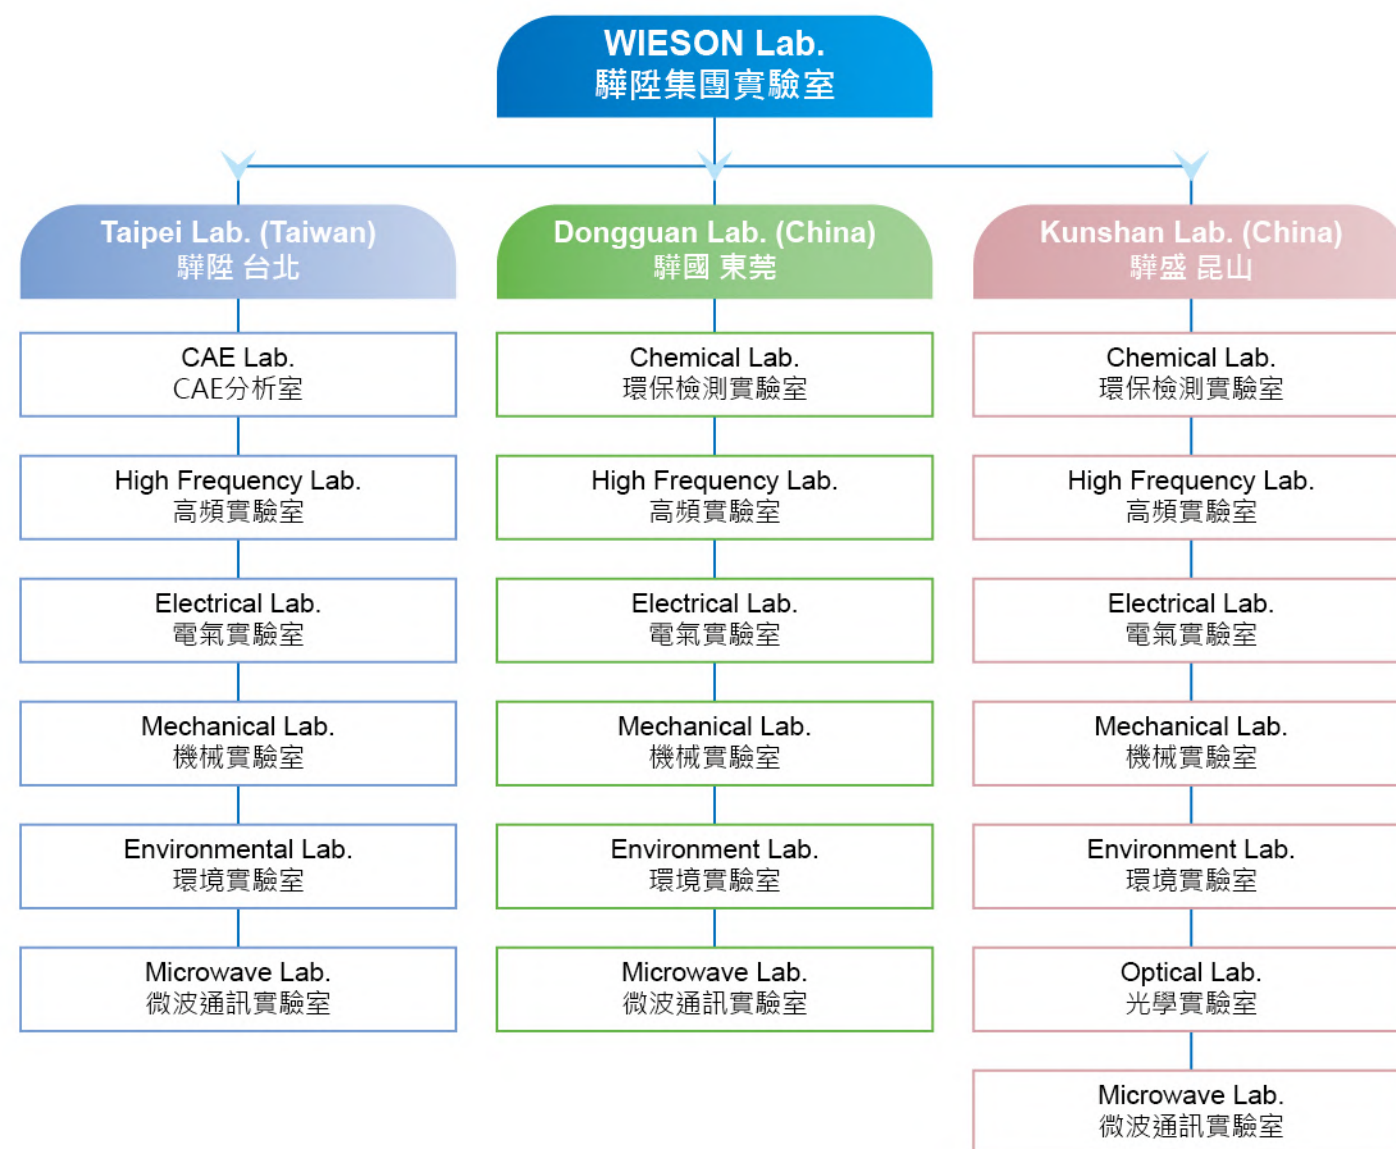 WIESON Lab.
驊陞集團實驗室
Taipei Lab. (Taiwan)
驊陞 台北
CAE Lab.
CAE分析室
High Frequency Lab.
高頻實驗室
Electrical Lab.
電氣實驗室
Mechanical Lab.
機械實驗室
Environmental Lab.
環境實驗室
Microwave Lab.
微波通訊實驗室
Dongguan Lab. (China)
驊國 東莞
Chemical Lab.
環保檢測實驗室
High Frequency Lab.
高頻實驗室
Electrical Lab.
電氣實驗室
Mechanical Lab.
機械實驗室
Environment Lab.
環境實驗室
Microwave Lab.
微波通訊實驗室
Kunshan Lab. (China)
驊盛 昆山
Chemical Lab.
環保檢測實驗室
High Frequency Lab.
高頻實驗室
Electrical Lab.
電氣實驗室
Mechanical Lab.
機械實驗室
Environment Lab.
環境實驗室
Optical Lab.
光學實驗室
Microwave Lab.
微波通訊實驗室